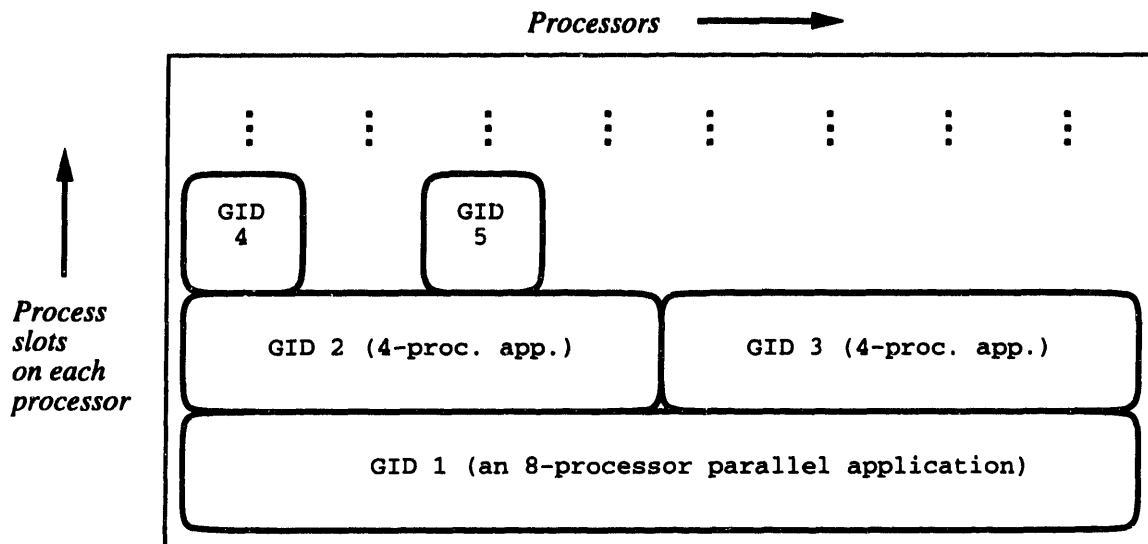 Processors
GID
4
GID
5
Process
slots
on each
processor
GID 2 (4-proc. app.)
GID 3 (4-proc. app.)
GID 1 (an 8-processor parallel application)